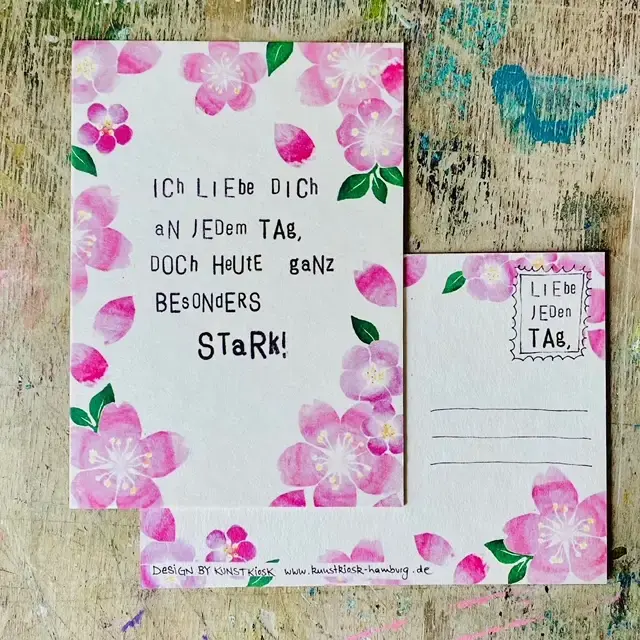 ICh LIEbe DICh
aN JEDem TAg,
DOCH HeUTE gaNZ
BESONDERS
STaRk!
LIEbe
JEDen
TAg,
DESIGN BY KUNSTKiOSK www.kunstkiosk-hamburg.de